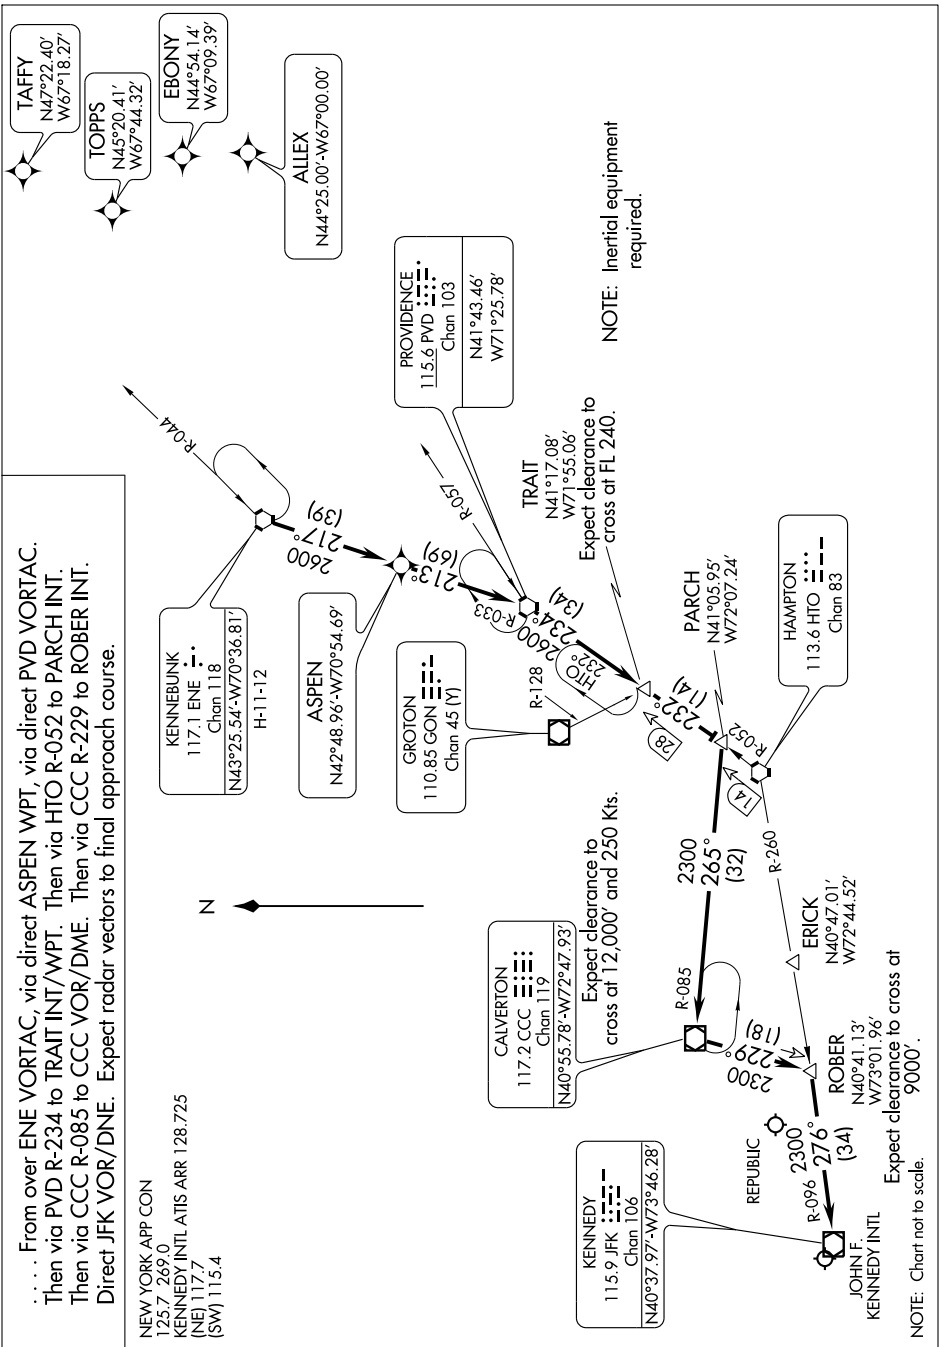 . . . . From over ENE VORTAC, via direct ASPEN WPT, via direct PVD VORTAC.
Then via PVD R-234 to TRAIT INT/WPT. Then via HTO R-052 to PARCH INT.
Then via CCC R-085 to CCC VOR/DME. Then via CCC R-229 to ROBER INT.
Direct JFK VOR/DNE. Expect radar vectors to final approach course.
NEW YORK APP CON
125.7 269.0
KENNEDY INTL ATIS ARR 128.725
(NE) 117.7
(SW) 115.4
TAFFY
N47°22.40′
W67°18.27′
TOPPS
N45°20.41′
W67°44.32′
EBONY
N44°54.14′
W67°09.39′
ALLEX
N44°25.00′-W67°00.00′
R-044
KENNEBUNK
117.1 ENE
Chan 118
N43°25.54′-W70°36.81′
H-11-12
2600
217°
(39)
ASPEN
N42°48.96′-W70°54.69′
213°
(69)
R-033
R-057
PROVIDENCE
115.6 PVD
Chan 103
N41°43.46′
W71°25.78′
GROTON
110.85 GON
Chan 45 (Y)
R-128
2600
234°
(34)
HTO
232°
TRAIT
N41°17.08′
W71°55.06′
Expect clearance to
cross at FL 240.
NOTE: Inertial equipment
required.
28
232°
(14)
PARCH
N41°05.95′
W72°07.24′
14
R-052
HAMPTON
113.6 HTO
Chan 83
N
2300
265°
(32)
R-260
CALVERTON
117.2 CCC
Chan 119
N40°55.78′-W72°47.93′
Expect clearance to
cross at 12,000′ and 250 Kts.
R-085
2300
229°
(18)
ERICK
N40°47.01′
W72°44.52′
ROBER
N40°41.13′
W73°01.96′
Expect clearance to cross at
9000′.
REPUBLIC
2300
276°
(34)
R-096
KENNEDY
115.9 JFK
Chan 106
N40°37.97′-W73°46.28′
JOHN F.
KENNEDY INTL
NOTE: Chart not to scale.